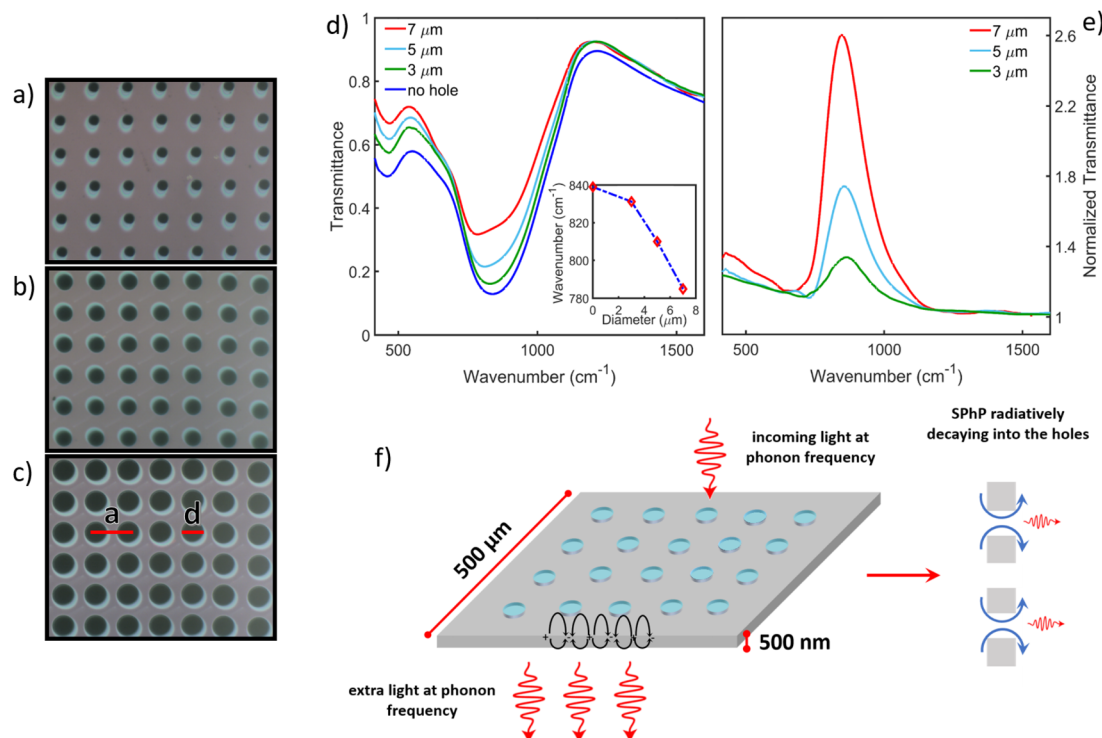 a)
b)
c)
a
d
d)
7 μm
5 μm
3 μm
no hole
Transmittance
1
0.8
0.6
0.4
0.2
0
500
1000
1500
Wavenumber (cm-1)
Wavenumber (cm-1)
840
820
800
780
0
2
4
6
8
Diameter (μm)
e)
7 μm
5 μm
3 μm
Normalized Transmittance
2.6
2.2
1.8
1.4
1
500
1000
1500
Wavenumber (cm-1)
f)
incoming light at
phonon frequency
500 μm
500 nm
+ - + - + -
extra light at phonon
frequency
SPhP radiatively
decaying into the holes